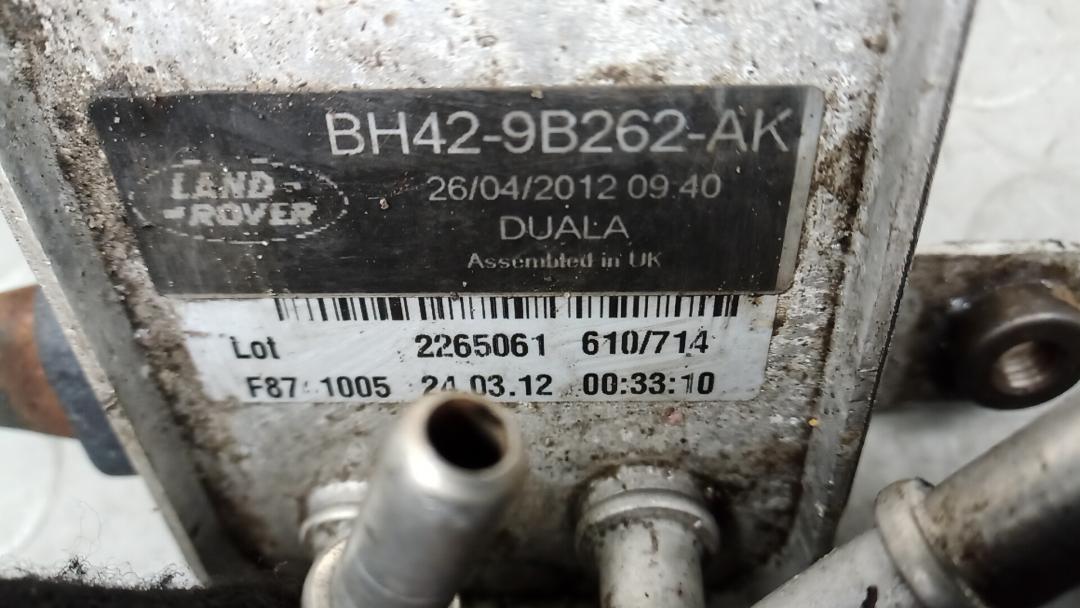 BH42-9B262-AK
LAND-
-ROVER
26/04/2012 09:40
DUALA
Assembled in UK
Lot 2265061 610/714
1005 24.03.12 00:33:10